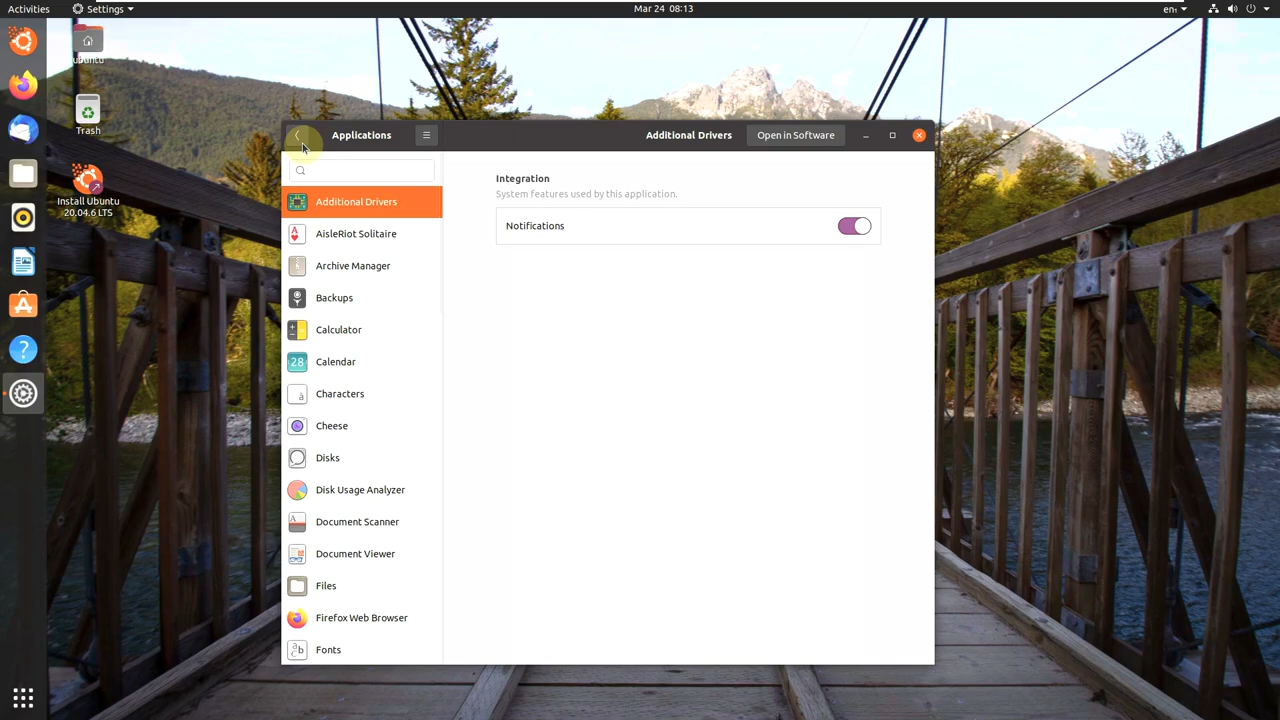 Activities
Settings
Mar 24 08:13
en₁
ubuntu
Trash
Install Ubuntu
20.04.6 LTS
Applications
Additional Drivers
Open in Software
Additional Drivers
AisleRiot Solitaire
Archive Manager
Backups
Calculator
28
Calendar
Characters
Cheese
Disks
Disk Usage Analyzer
Document Scanner
Document Viewer
Files
Firefox Web Browser
Fonts
Integration
System features used by this application.
Notifications